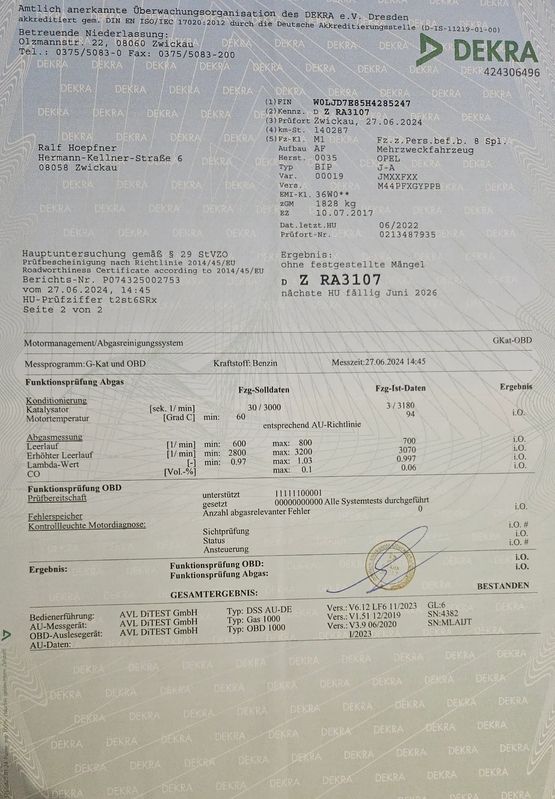 Amtlich anerkannte Überwachungsorganisation des DEKRA e.V. Dresden
akkreditiert gem. DIN EN ISO/IEC 17020:2012 durch die Deutsche Akkreditierungsstelle (D-IS-11219-01-00)
Betreuende Niederlassung:
Olzmannstr. 22, 08060 Zwickau
Tel.: 0375/5083-0 Fax: 0375/5083-200
DEKRA
424306496
(1) FIN W0LJD7E85H4285247
(2) Kennz. D Z RA3107
(3) Prüfort Zwickau, 27.06.2024
(4) km-St. 140287
(5) Fz-Kl. M1 Fz.z.Pers.bef.b. 8 Spl.
Aufbau AF Mehrzweckfahrzeug
Herst. 0035 OPEL
Typ BIP J-A
Var. 00019 JMXXFXX
Vers. M44PFXGYPPB
EMI-Kl. 36W0**
zGM 1828 kg
EZ 10.07.2017
Dat.letzt.HU 06/2022
Prüfort-Nr. 0213487935
Ralf Hoepfner
Hermann-Kellner-Straße 6
08058 Zwickau
Hauptuntersuchung gemäß § 29 StVZO
Prüfbescheinigung nach Richtlinie 2014/45/EU
Roadworthiness Certificate according to 2014/45/EU
Berichts-Nr. P074325002753
vom 27.06.2024, 14:45
HU-Prüfziffer t2st6SRx
Seite 2 von 2
Ergebnis:
ohne festgestellte Mängel
D Z RA3107
nächste HU fällig Juni 2026
Motormanagement/Abgasreinigungssystem GKat-OBD
Messprogramm:G-Kat und OBD Kraftstoff: Benzin Messzeit:27.06.2024 14:45
Funktionsprüfung Abgas
Fzg-Solldaten Fzg-Ist-Daten Ergebnis
Konditionierung
Katalysator [sek. 1/ min] 30 / 3000 3 / 3180
Motortemperatur [Grad C] min: 60 94 i.O.
entsprechend AU-Richtlinie
Abgasmessung
Leerlauf [1/ min] min: 600 max: 800 700 i.O.
Erhöhter Leerlauf [1/ min] min: 2800 max: 3200 3070 i.O.
Lambda-Wert [-] min: 0.97 max: 1.03 0.997 i.O.
CO [Vol.-%] max: 0.1 0.06 i.O.
Funktionsprüfung OBD
Prüfbereitschaft unterstützt 11111100001
gesetzt 00000000000 Alle Systemtests durchgeführt
Fehlerspeicher Anzahl abgasrelevanter Fehler 0 i.O.
Kontrollleuchte Motordiagnose:
Sichtprüfung i.O. #
Status i.O.
Ansteuerung i.O. #
Ergebnis: Funktionsprüfung OBD: i.O.
Funktionsprüfung Abgas: i.O.
GESAMTERGEBNIS: BESTANDEN
Bedienerführung: AVL DiTEST GmbH Typ: DSS AU-DE Vers.: V6.12 LF6 11/2023 GL:6
AU-Messgerät: AVL DiTEST GmbH Typ: Gas 1000 Vers.: V1.51 12/2019 SN:4382
OBD-Auslesegerät: AVL DiTEST GmbH Typ: OBD 1000 Vers.: V3.9 06/2020
AU-Daten: 1/2023